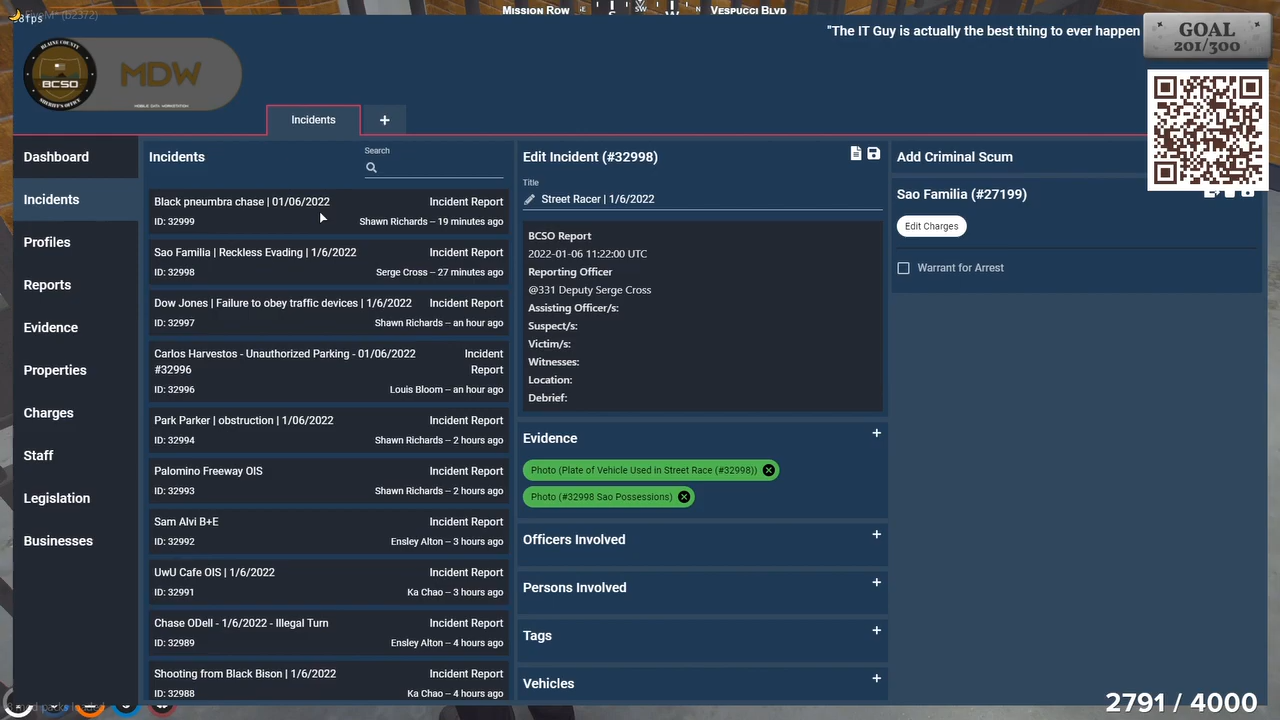 FiveM® (b2372)
8fps
Mission Row
SW
W
Vespucci Blvd
"The IT Guy is actually the best thing to ever happen
GOAL
201/300
BLAINE COUNTY
BCSO
SHERIFF'S OFFICE
MDW
MOBILE DATA WORKSTATION
Incidents
+
Dashboard
Incidents
Profiles
Reports
Evidence
Properties
Charges
Staff
Legislation
Businesses
Incidents
Search
Black pneumbra chase | 01/06/2022
Incident Report
ID: 32999
Shawn Richards – 19 minutes ago
Sao Familia | Reckless Evading | 1/6/2022
Incident Report
ID: 32998
Serge Cross – 27 minutes ago
Dow Jones | Failure to obey traffic devices | 1/6/2022
Incident Report
ID: 32997
Shawn Richards – an hour ago
Carlos Harvestos - Unauthorized Parking - 01/06/2022
#32996
Incident
Report
ID: 32996
Louis Bloom – an hour ago
Park Parker | obstruction | 1/06/2022
Incident Report
ID: 32994
Shawn Richards – 2 hours ago
Palomino Freeway OIS
Incident Report
ID: 32993
Shawn Richards – 2 hours ago
Sam Alvi B+E
Incident Report
ID: 32992
Ensley Alton – 3 hours ago
UwU Cafe OIS | 1/6/2022
Incident Report
ID: 32991
Ka Chao – 3 hours ago
Chase ODell - 1/6/2022 - Illegal Turn
Incident Report
ID: 32989
Ensley Alton – 4 hours ago
Shooting from Black Bison | 1/6/2022
Incident Report
ID: 32988
Ka Chao – 4 hours ago
Edit Incident (#32998)
Title
Street Racer | 1/6/2022
BCSO Report
2022-01-06 11:22:00 UTC
Reporting Officer
@331 Deputy Serge Cross
Assisting Officer/s:
Suspect/s:
Victim/s:
Witnesses:
Location:
Debrief:
Evidence
+
Photo (Plate of Vehicle Used in Street Race (#32998))
Photo (#32998 Sao Possessions)
Officers Involved
+
Persons Involved
+
Tags
+
Vehicles
+
Add Criminal Scum
Sao Familia (#27199)
Edit Charges
Warrant for Arrest
2791 / 4000